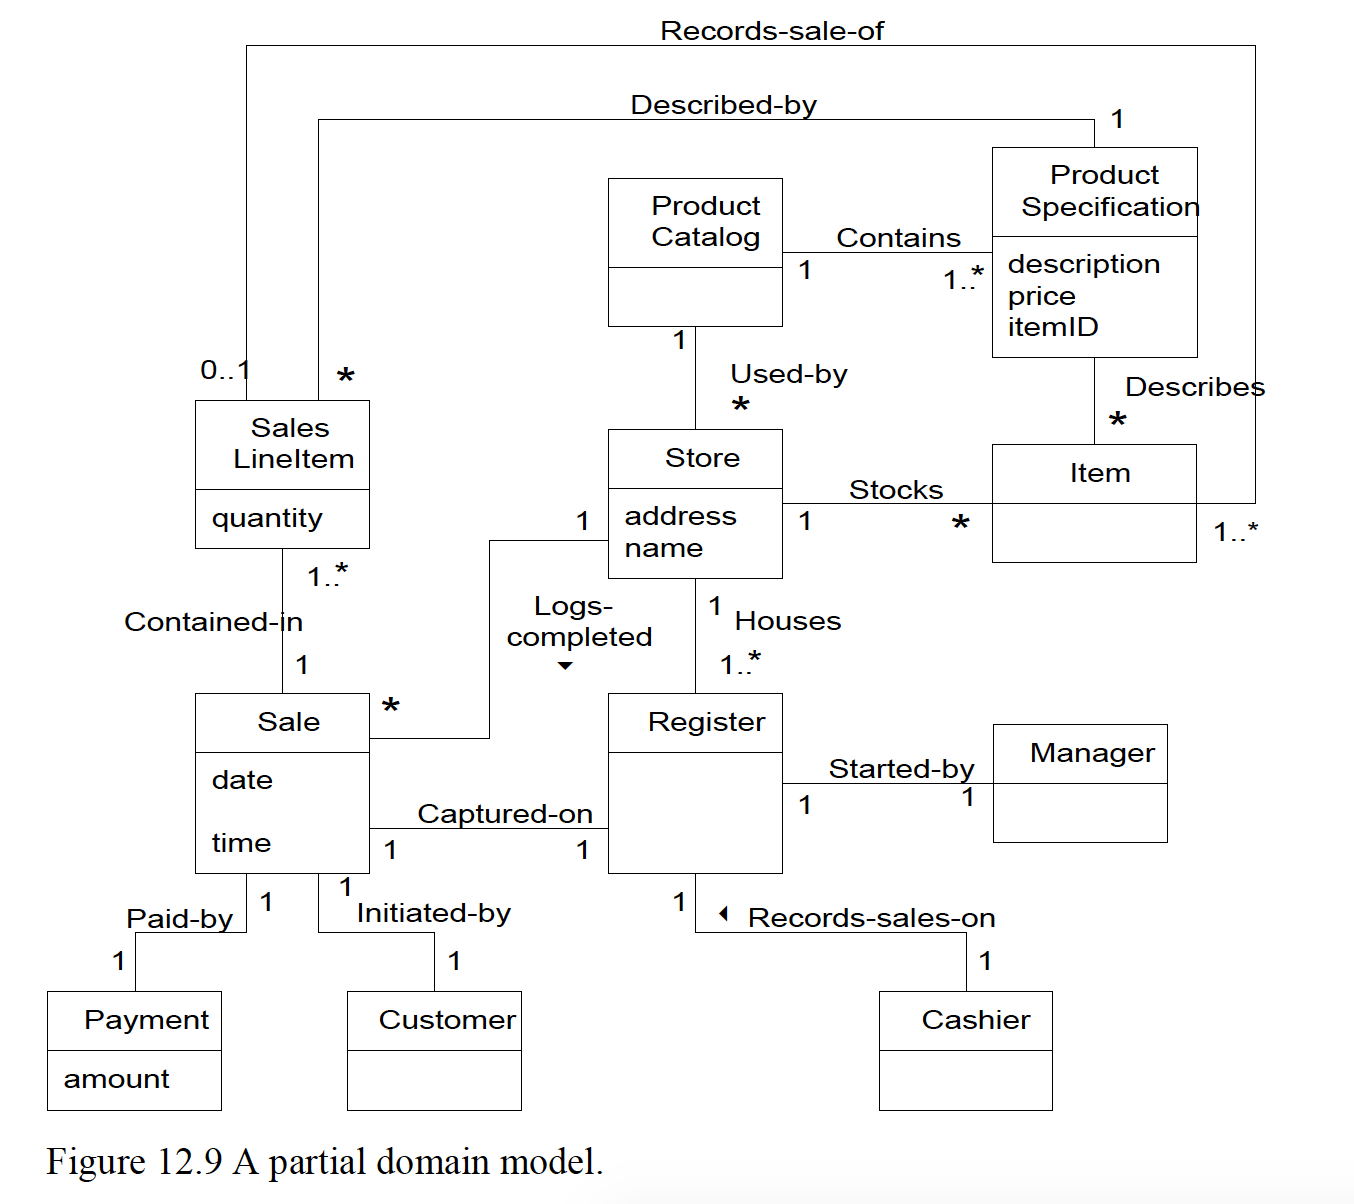 Records-sale-of
Described-by
1
Product
Specification
Product
Catalog
Contains
1
1..*
description
price
itemID
1
Used-by
*
0..1
*
Describes
*
Sales
LineItem
quantity
Store
address
name
1
Stocks
1
*
Item
1..*
1..*
Contained-in
1
Logs-
completed
1
Houses
1..*
*
Sale
date
time
Register
Started-by
1
1
Manager
Captured-on
1
1
1
Paid-by
1
1
Initiated-by
1
1
Records-sales-on
1
Payment
amount
Customer
Cashier
Figure 12.9 A partial domain model.